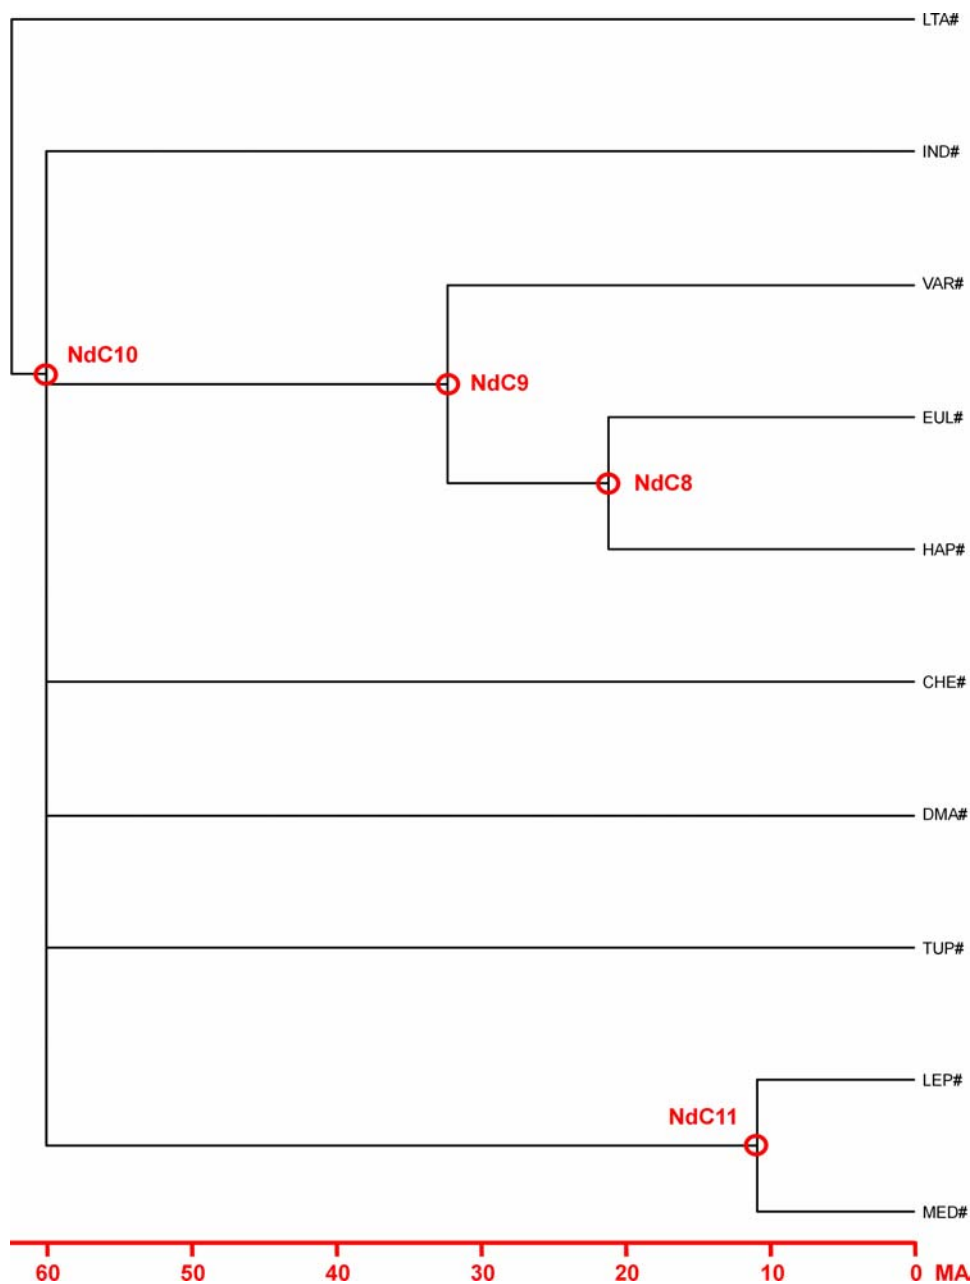 LTA#
IND#
VAR#
NdC10
NdC9
EUL#
NdC8
HAP#
CHE#
DMA#
TUP#
LEP#
NdC11
MED#
60 50 40 30 20 10 0 MA